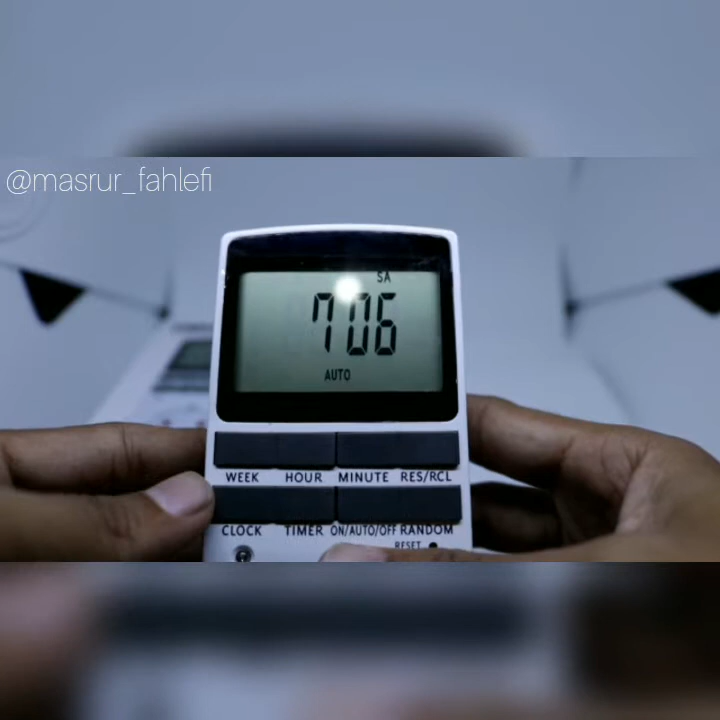 @masrur_fahlefi
SA
7 06
AUTO
WEEK HOUR MINUTE RES/RCL
CLOCK TIMER ON/AUTO/OFF RANDOM
RESET